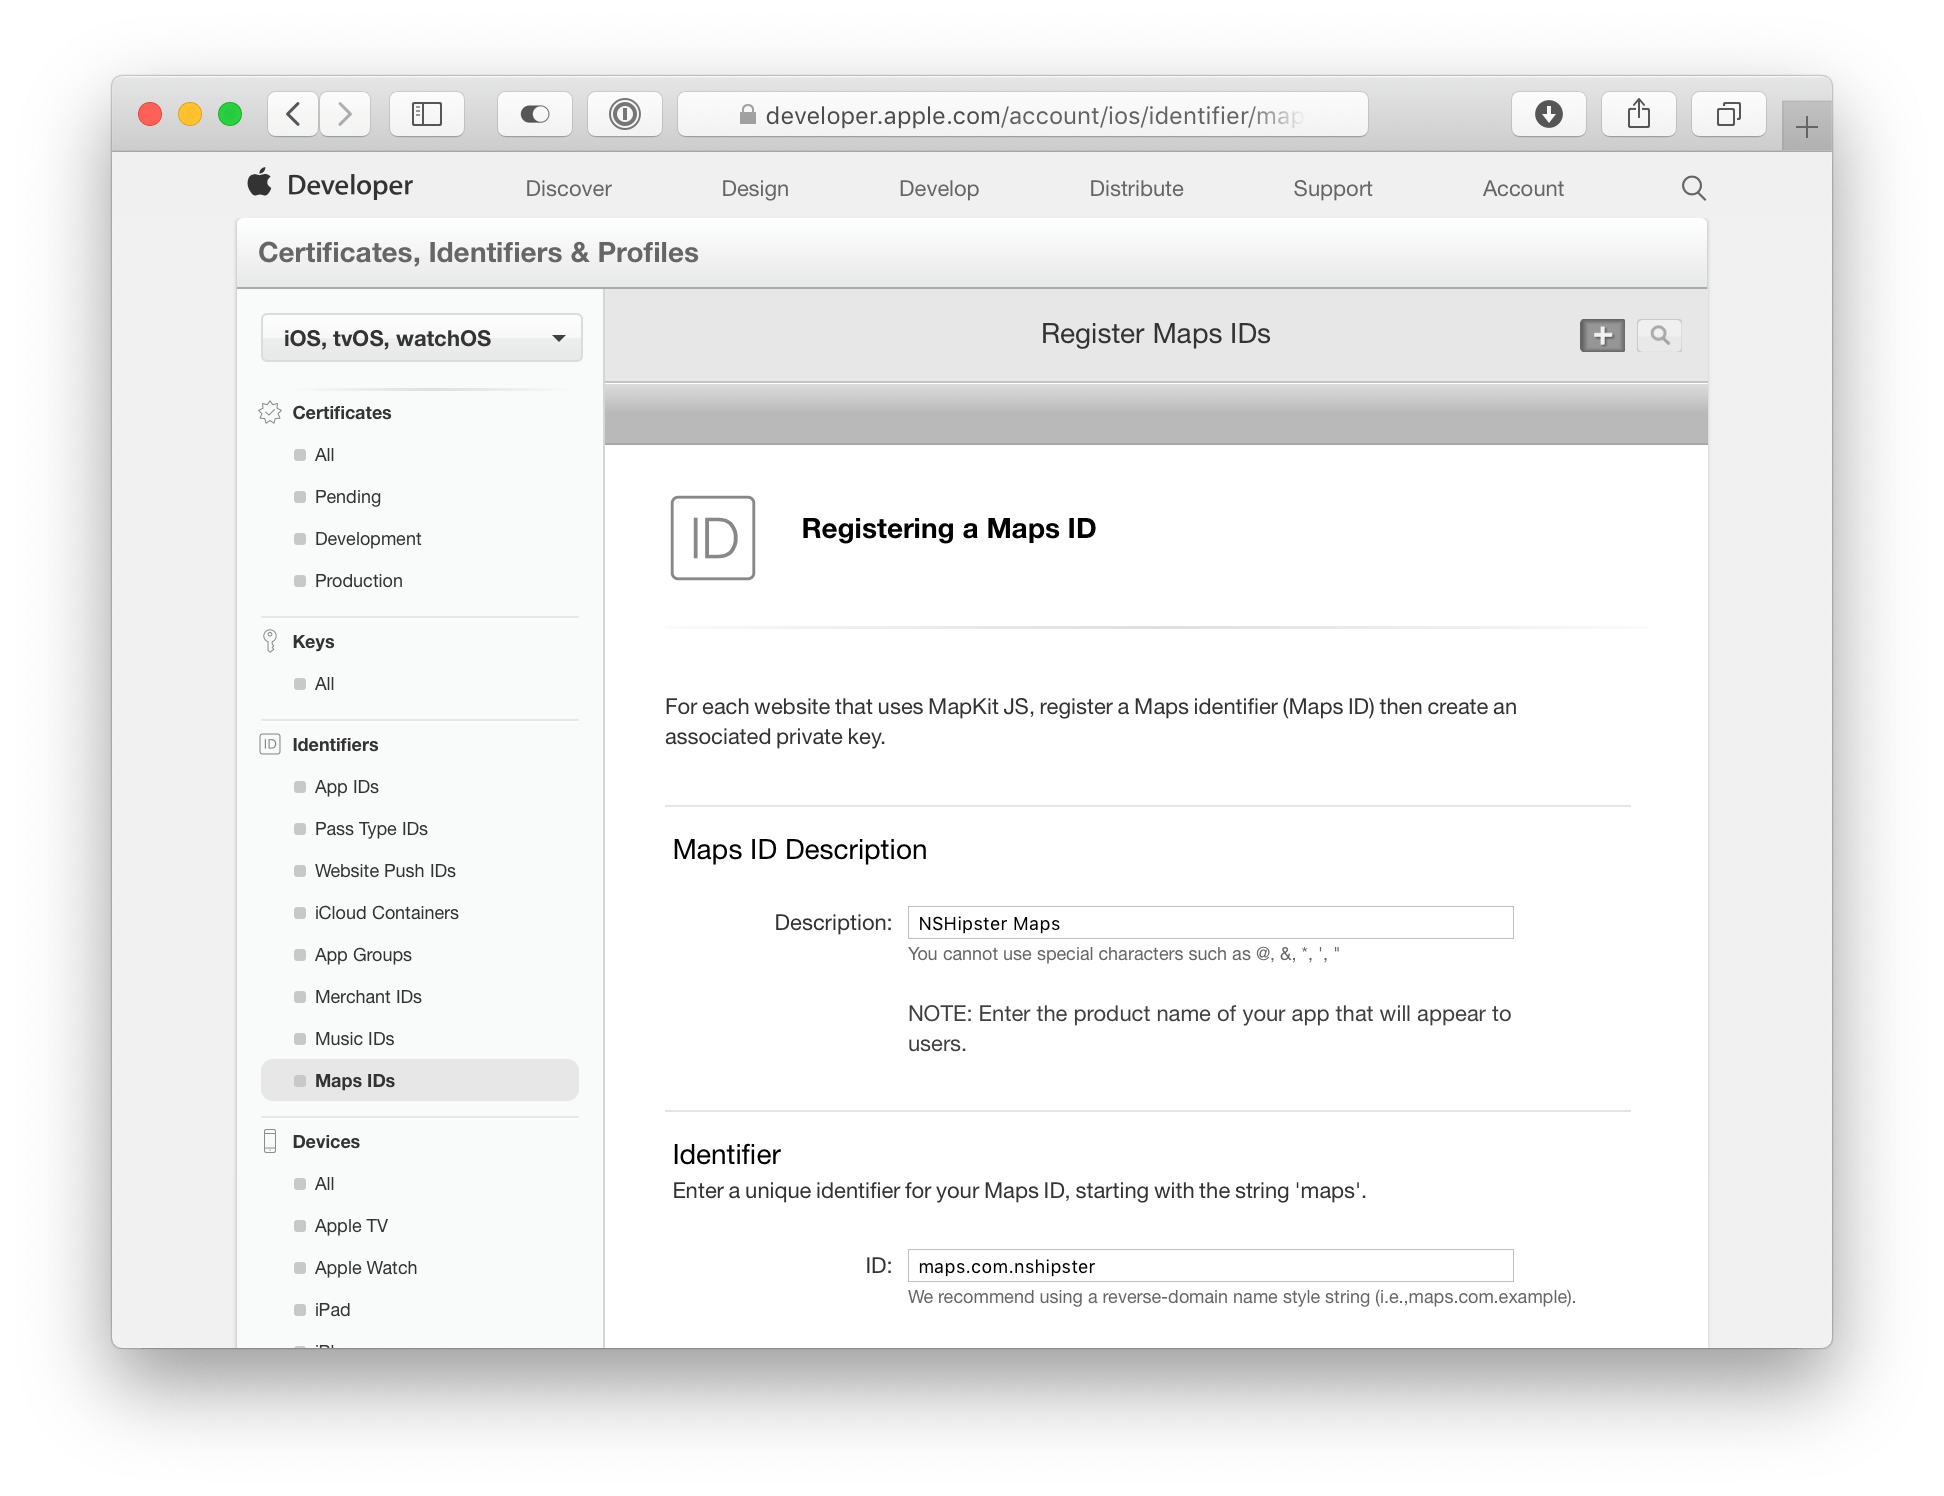 developer.apple.com/account/ios/identifier/map
Developer
Discover
Design
Develop
Distribute
Support
Account
Certificates, Identifiers & Profiles
iOS, tvOS, watchOS
Certificates
All
Pending
Development
Production
Keys
All
ID Identifiers
App IDs
Pass Type IDs
Website Push IDs
iCloud Containers
App Groups
Merchant IDs
Music IDs
Maps IDs
Devices
All
Apple TV
Apple Watch
iPad
Register Maps IDs
ID
Registering a Maps ID
For each website that uses MapKit JS, register a Maps identifier (Maps ID) then create an
associated private key.
Maps ID Description
Description: NSHipster Maps
You cannot use special characters such as @, &, *, ', "
NOTE: Enter the product name of your app that will appear to
users.
Identifier
Enter a unique identifier for your Maps ID, starting with the string 'maps'.
ID: maps.com.nshipster
We recommend using a reverse-domain name style string (i.e.,maps.com.example).